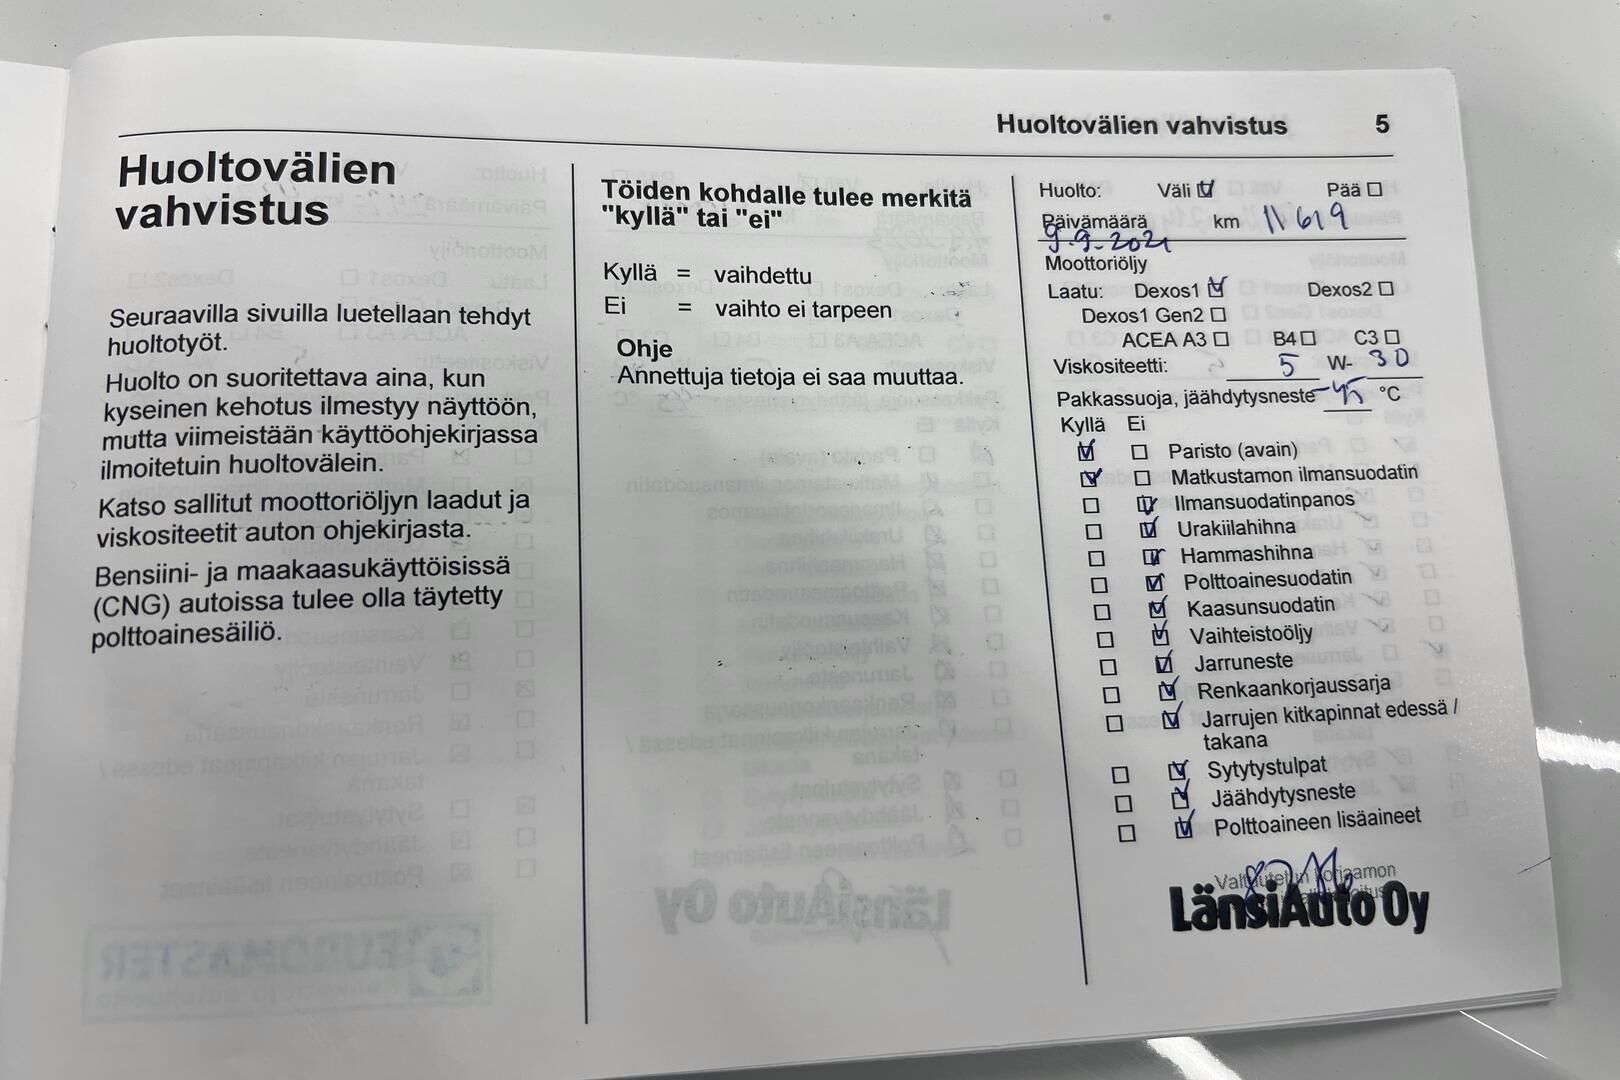 Huoltovälien vahvistus 5
Huoltovälien
vahvistus
Seuraavilla sivuilla luetellaan tehdyt
huoltotyöt.
Huolto on suoritettava aina, kun
kyseinen kehotus ilmestyy näyttöön,
mutta viimeistään käyttöohjekirjassa
ilmoitetuin huoltovälein.
Katso sallitut moottoriöljyn laadut ja
viskositeetit auton ohjekirjasta.
Bensiini- ja maakaasukäyttöisissä
(CNG) autoissa tulee olla täytetty
polttoainesäiliö.
Töiden kohdalle tulee merkitä
"kyllä" tai "ei"
Kyllä = vaihdettu
Ei = vaihto ei tarpeen
Ohje
Annettuja tietoja ei saa muuttaa.
Huolto: Väli ☑ Pää ☐
Päivämäärä km 11619
9.9.2021
Moottoriöljy
Laatu: Dexos1 ☑ Dexos2 ☐
Dexos1 Gen2 ☐
ACEA A3 ☐ B4 ☐ C3 ☐
Viskositeetti: 5 W- 30
Pakkassuoja, jäähdytysneste -45 °C
Kyllä Ei
☑ ☐ Paristo (avain)
☑ ☐ Matkustamon ilmansuodatin
☐ ☑ Ilmansuodatinpanos
☐ ☑ Urakiilahihna
☐ ☑ Hammashihna
☐ ☑ Polttoainesuodatin
☐ ☑ Kaasunsuodatin
☐ ☑ Vaihteistoöljy
☐ ☑ Jarruneste
☐ ☑ Renkaankorjaussarja
☐ ☑ Jarrujen kitkapinnat edessä /
takana
☐ ☑ Sytytystulpat
☐ ☑ Jäähdytysneste
☐ ☑ Polttoaineen lisäaineet
Valtuutetun korjaamon
LänsiAuto Oy